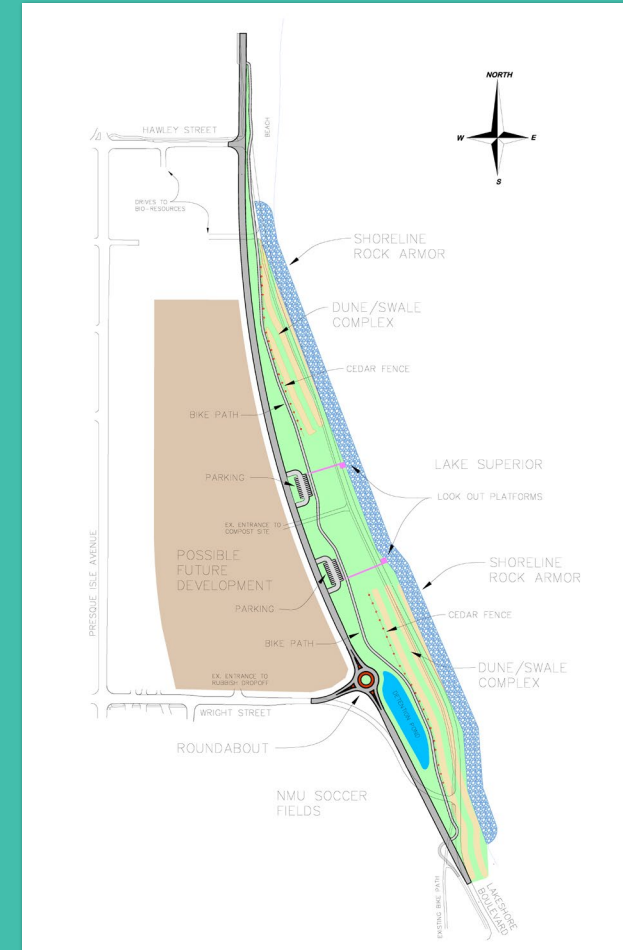 NORTH
W
E
S
BEACH
HAWLEY STREET
DRIVES TO
BIO-RESOURCES
SHORELINE
ROCK ARMOR
DUNE/SWALE
COMPLEX
CEDAR FENCE
BIKE PATH
LAKE SUPERIOR
PARKING
LOOK OUT PLATFORMS
EX. ENTRANCE TO
COMPOST SITE
PRESQUE ISLE AVENUE
POSSIBLE
FUTURE
DEVELOPMENT
SHORELINE
ROCK ARMOR
PARKING
CEDAR FENCE
BIKE PATH
DUNE/SWALE
COMPLEX
EX. ENTRANCE TO
RUBBISH DROPOFF
DETENTION POND
WRIGHT STREET
ROUNDABOUT
NMU SOCCER
FIELDS
EXISTING BIKE PATH
LAKESHORE
BOULEVARD